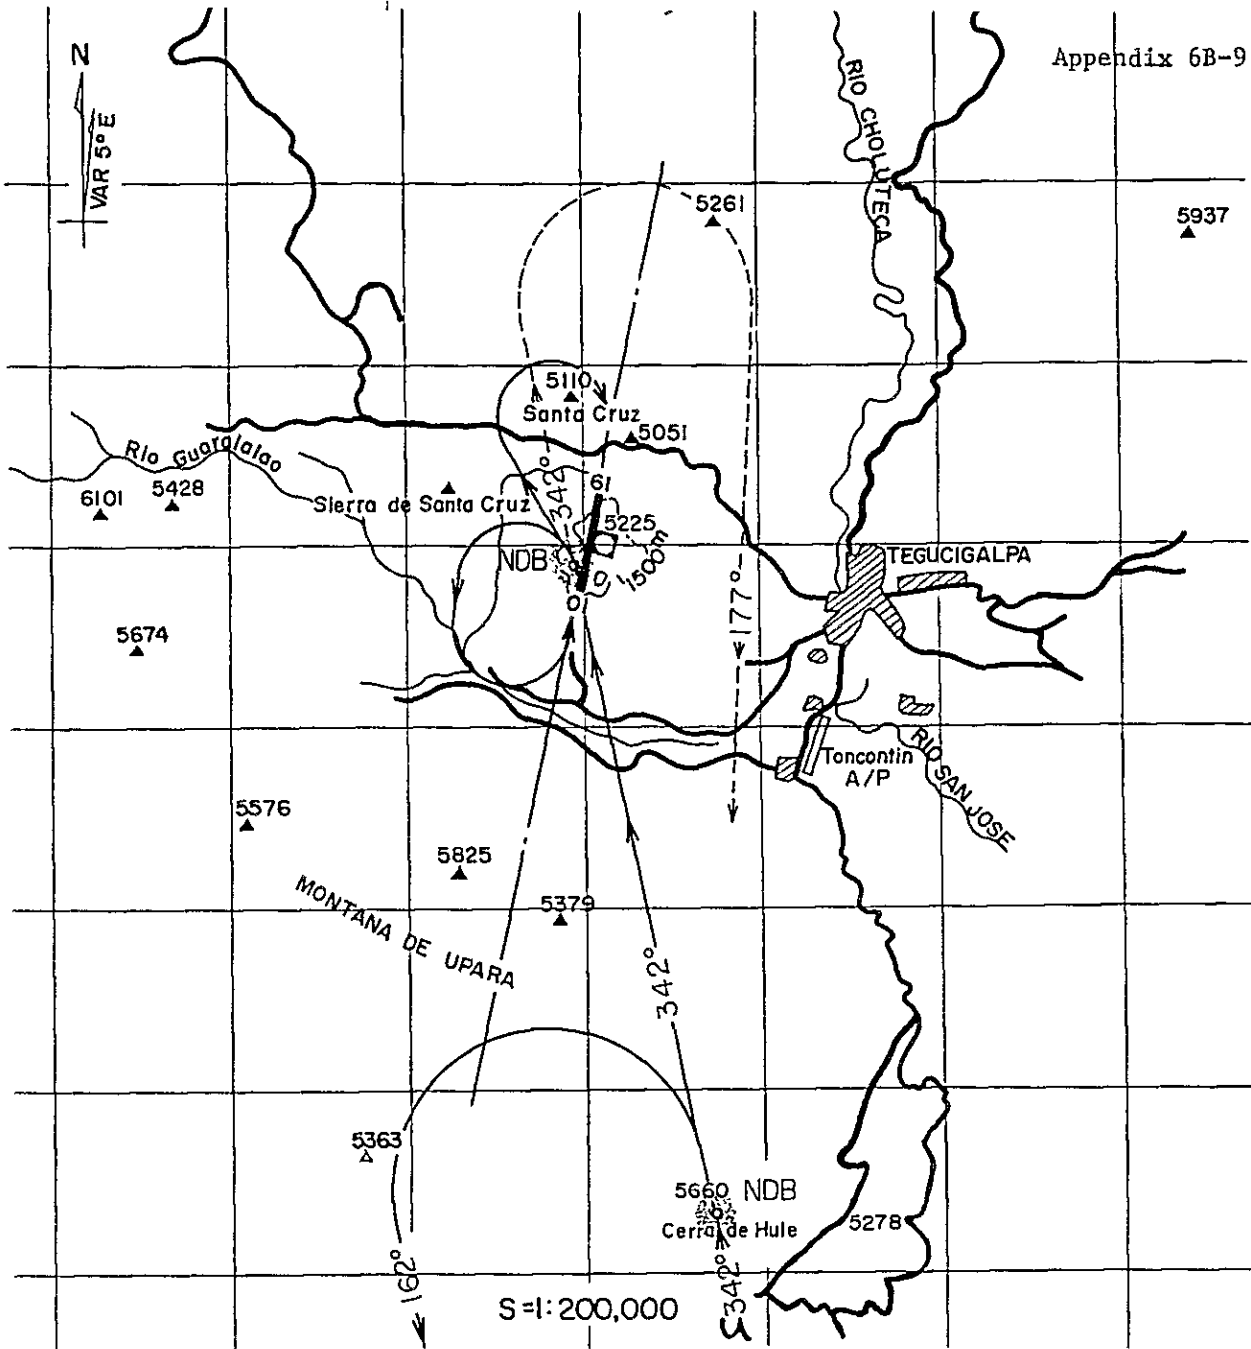 Appendix 6B-9
N
VAR 5°E
RIO CHOLUTECA
5261
5937
5110
Santa Cruz
5051
Rio Guaralalao
342°
61
6101
5428
Sierra de Santa Cruz
5225
NDB
1500m
TEGUCIGALPA
177°
5674
Toncontin
A/P
RIO SAN JOSE
5576
5825
MONTANA DE UPARA
5379
342°
5363
5660 NDB
Cerra de Hule
5278
162°
342°
S=1:200,000